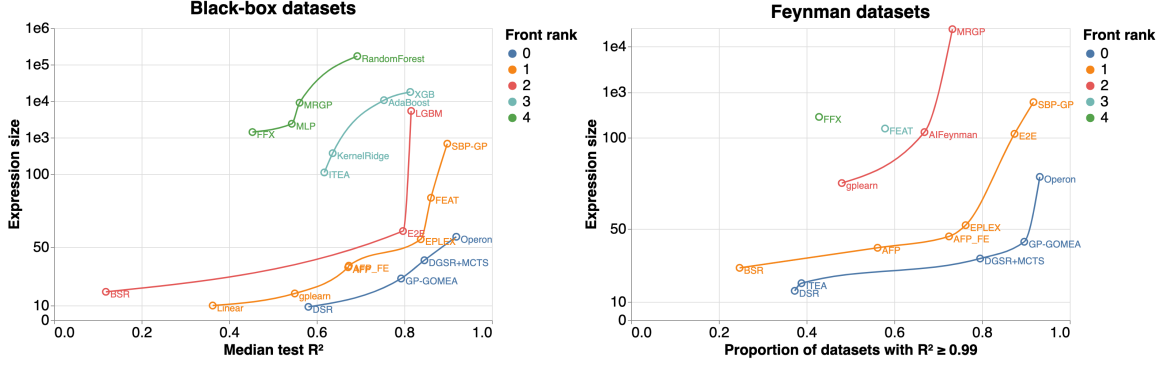 Black-box datasets
1e6
1e5
1e4
1e3
100
50
10
0
Expression size
0.0 0.2 0.4 0.6 0.8 1.0
Median test R²
RandomForest
MRGP
MLP
FFX
XGB
AdaBoost
LGBM
KernelRidge
ITEA
SBP-GP
FEAT
E2E
EPLEX
Operon
AFP_FE
AFP
DGSR+MCTS
GP-GOMEA
BSR
gplearn
Linear
DSR
Front rank
0
1
2
3
4
Feynman datasets
1e4
1e3
100
50
10
0
Expression size
0.0 0.2 0.4 0.6 0.8 1.0
Proportion of datasets with R² ≥ 0.99
MRGP
SBP-GP
FFX
FEAT
AIFeynman
E2E
gplearn
Operon
EPLEX
AFP_FE
GP-GOMEA
AFP
DGSR+MCTS
BSR
ITEA
DSR
Front rank
0
1
2
3
4